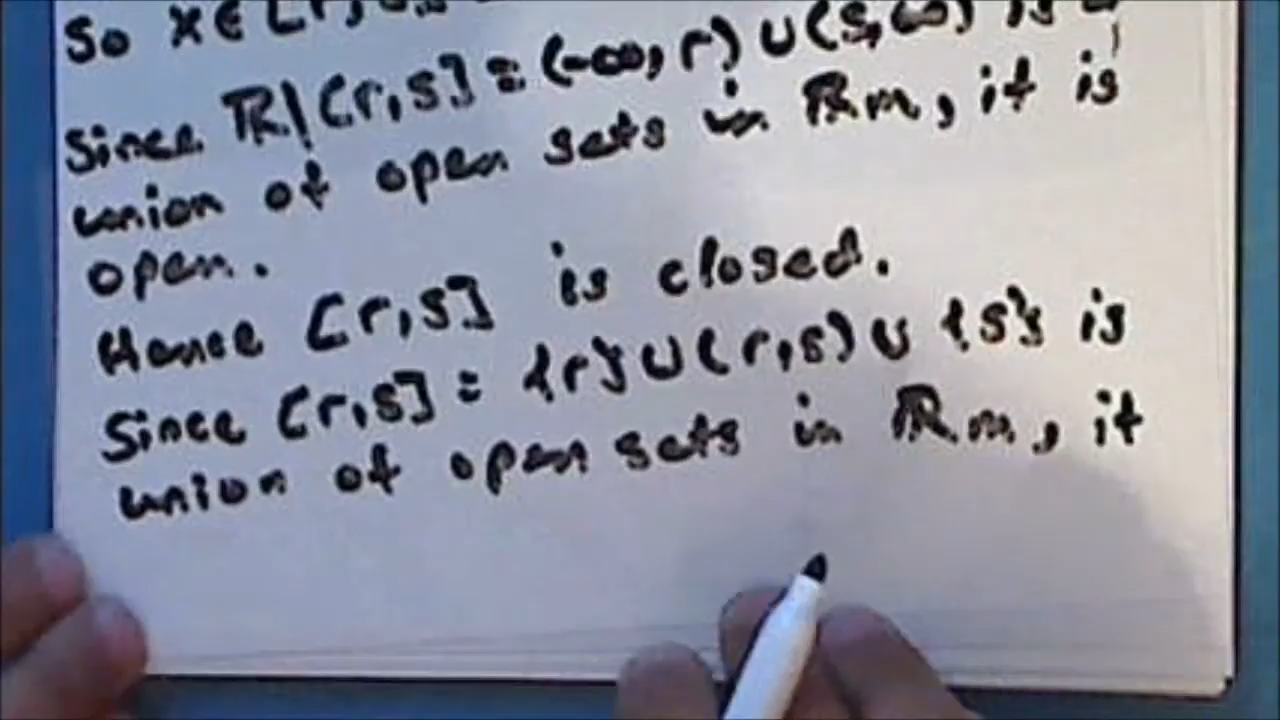 So x∈[r,
Since ℝ\[r,s] = (-∞, r) ∪ (s,∞) is a
union of open sets in ℝm, it is
open.
Hence [r,s] is closed.
Since [r,s] = {r}∪(r,s)∪{s} is
union of open sets in ℝm, it